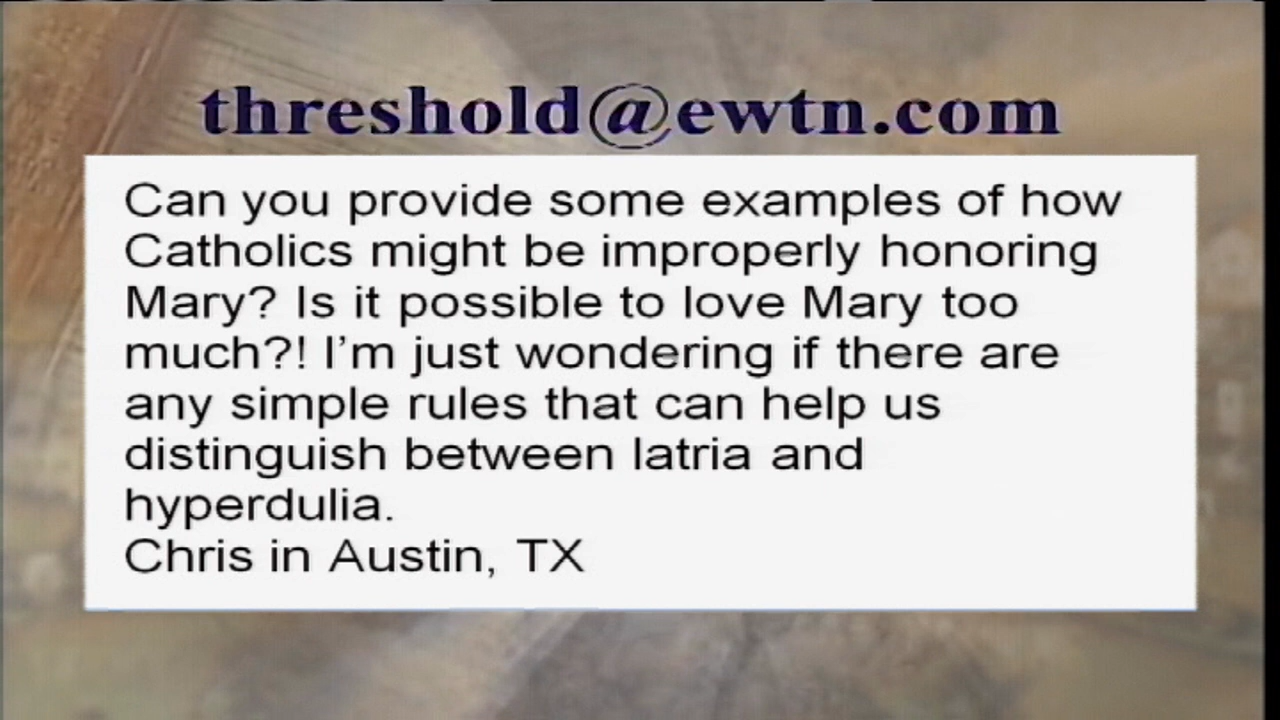 threshold@ewtn.com
Can you provide some examples of how
Catholics might be improperly honoring
Mary? Is it possible to love Mary too
much?! I'm just wondering if there are
any simple rules that can help us
distinguish between latria and
hyperdulia.
Chris in Austin, TX